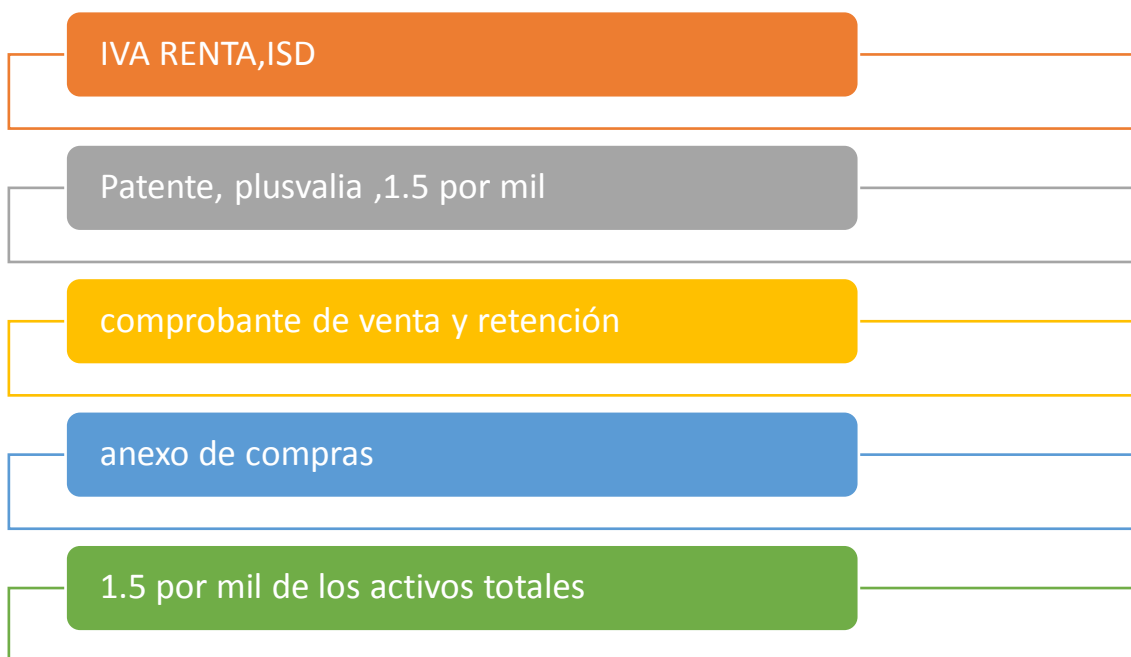 IVA RENTA,ISD
Patente, plusvalia ,1.5 por mil
comprobante de venta y retención
anexo de compras
1.5 por mil de los activos totales